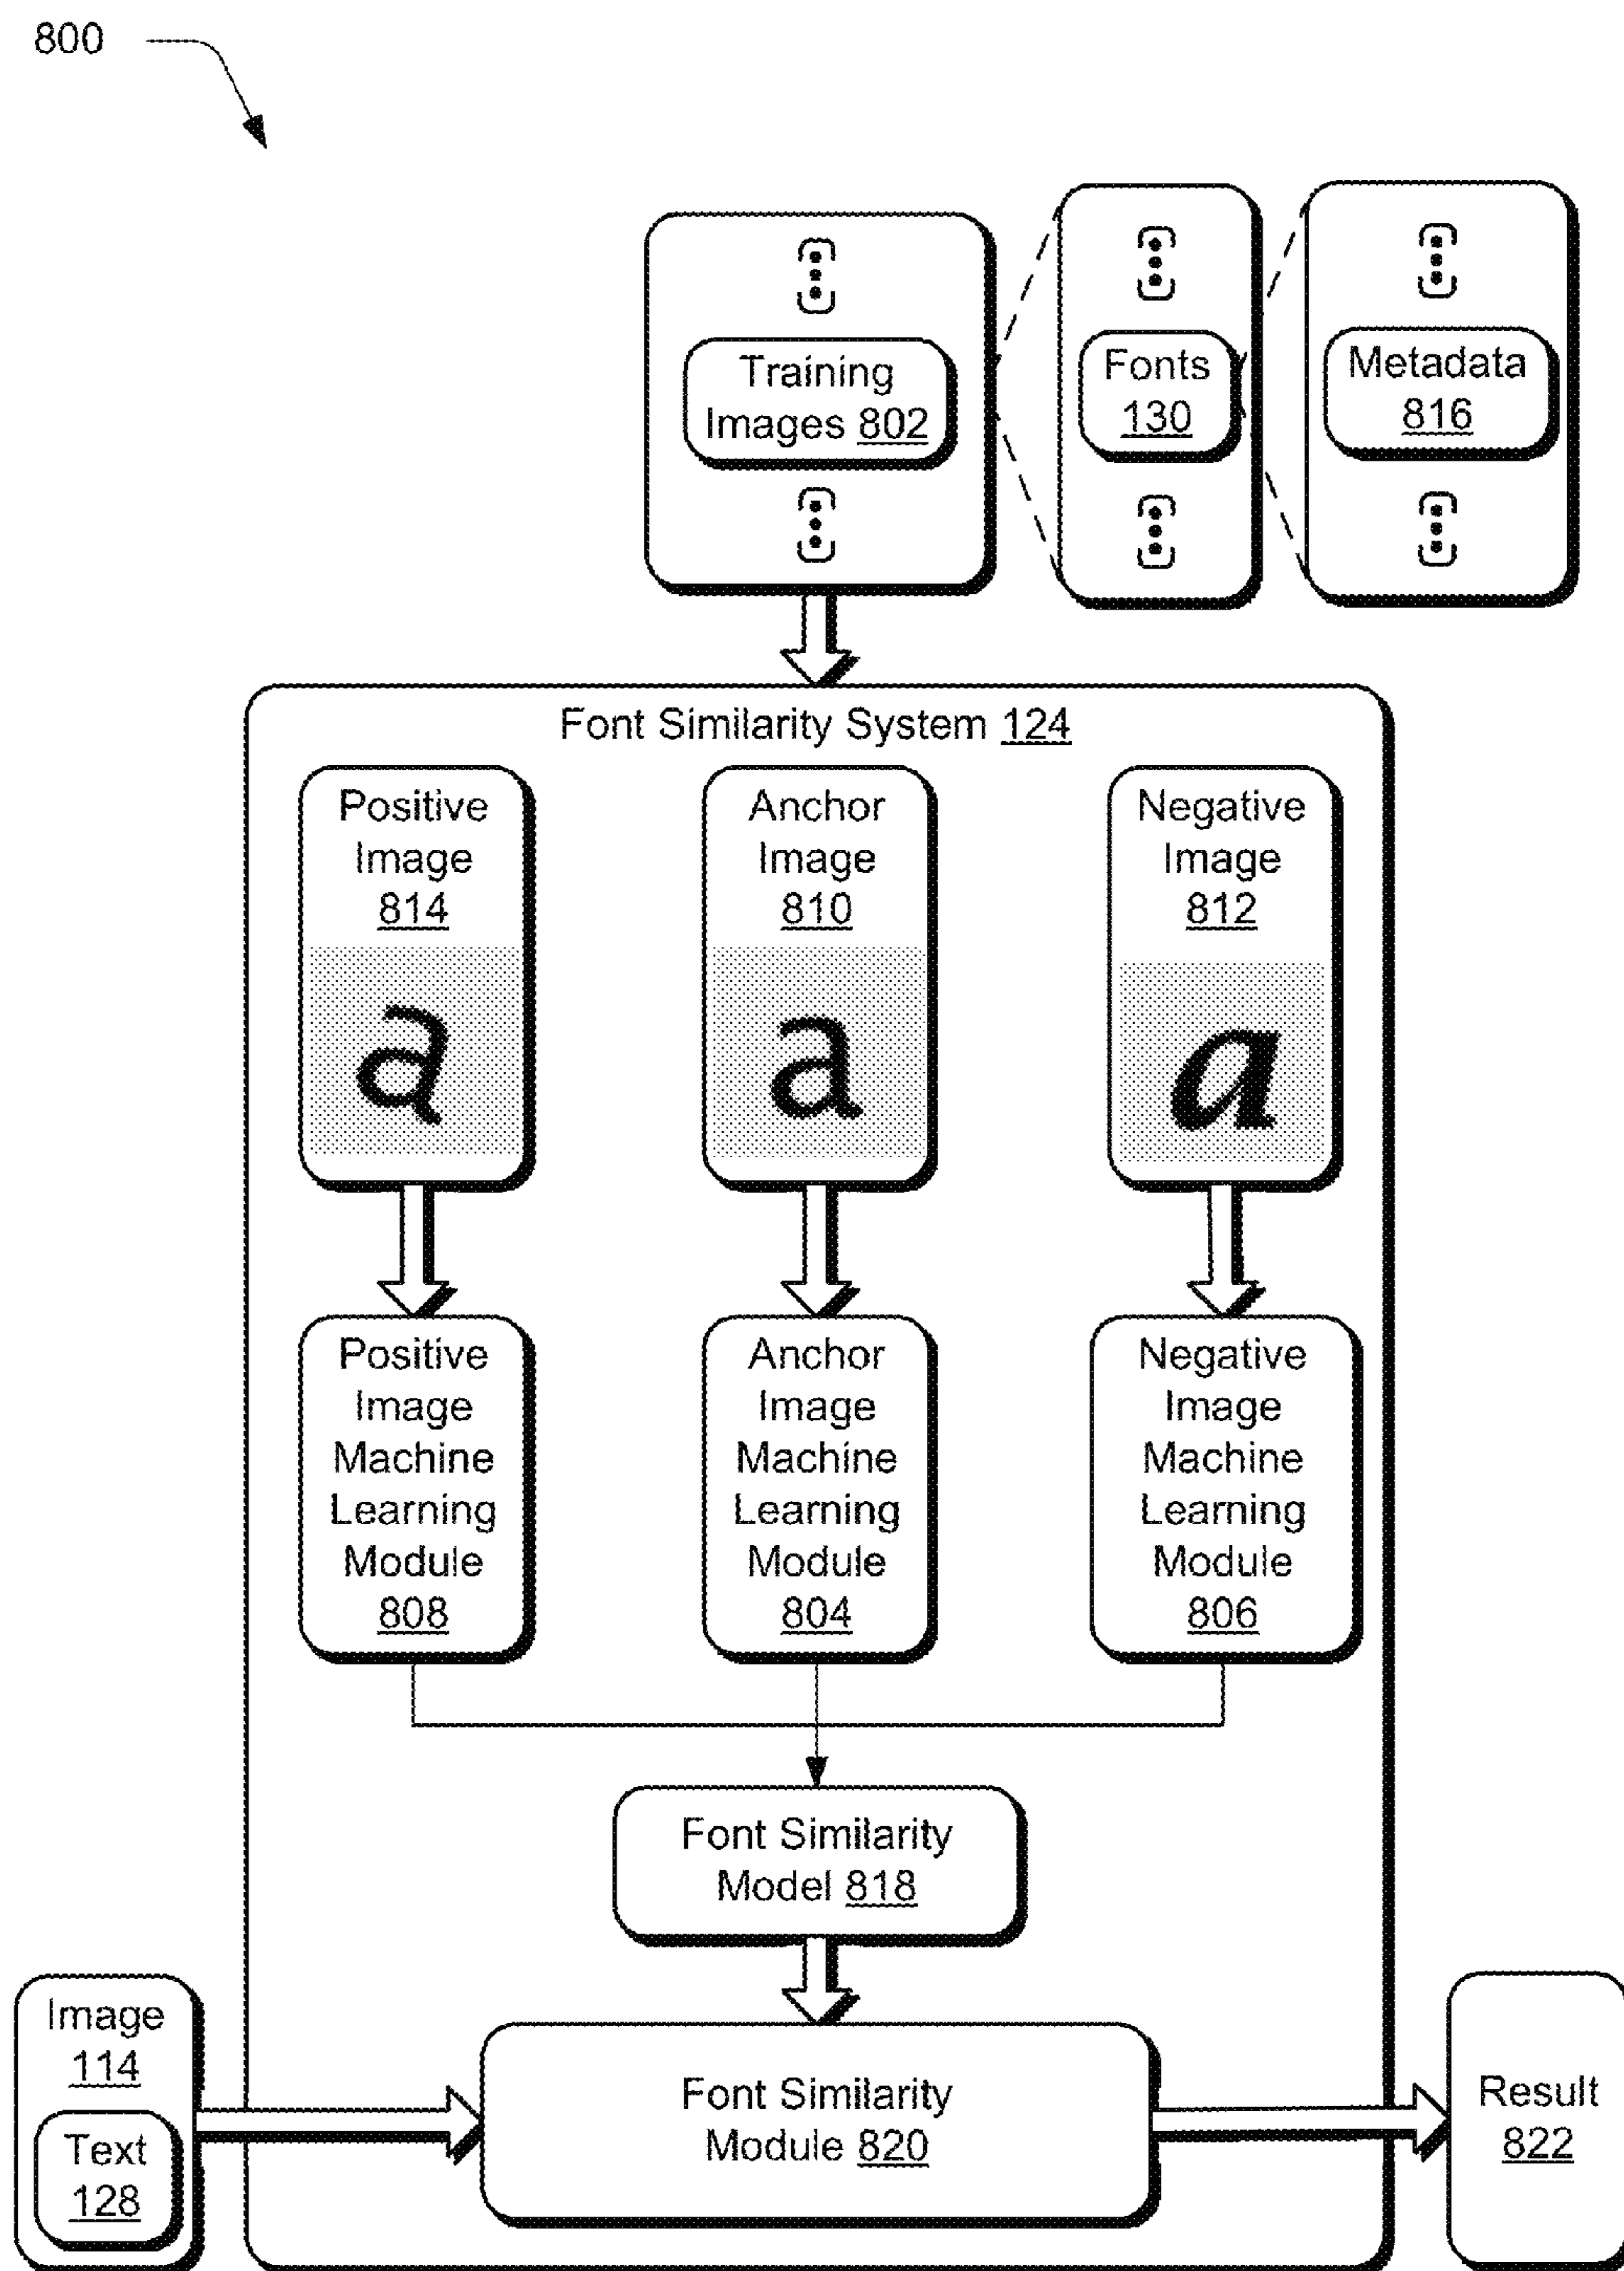 800
Training
Images 802
Fonts
130
Metadata
816
Font Similarity System 124
Positive
Image
814
a
Anchor
Image
810
a
Negative
Image
812
a
Positive
Image
Machine
Learning
Module
808
Anchor
Image
Machine
Learning
Module
804
Negative
Image
Machine
Learning
Module
806
Font Similarity
Model 818
Image
114
Text
128
Font Similarity
Module 820
Result
822